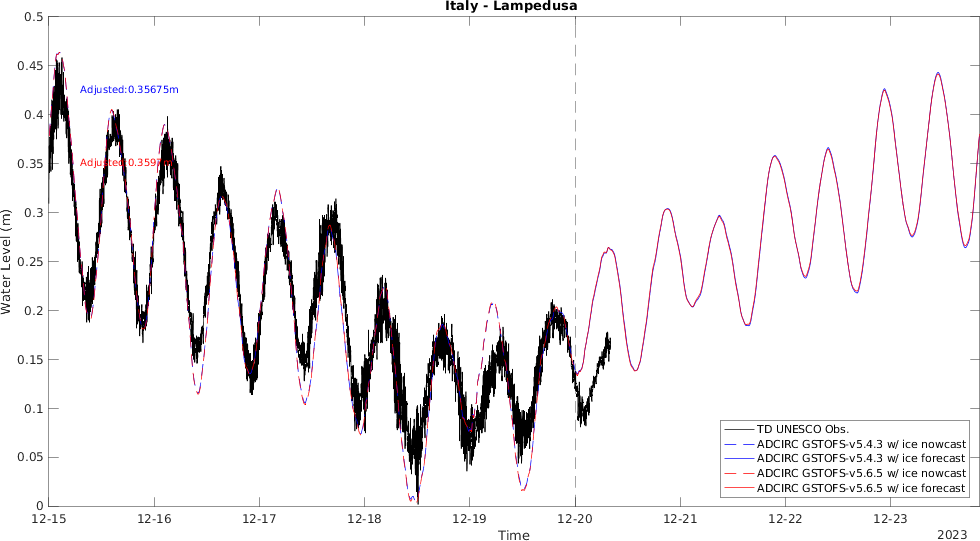 Italy - Lampedusa
0.5
0.45
0.4
0.35
0.3
0.25
0.2
0.15
0.1
0.05
0
Water Level (m)
Adjusted:0.35675m
12-15
12-16
12-17
12-18
12-19
12-20
12-21
12-22
12-23
Time
2023
TD UNESCO Obs.
ADCIRC GSTOFS-v5.4.3 w/ ice nowcast
ADCIRC GSTOFS-v5.4.3 w/ ice forecast
ADCIRC GSTOFS-v5.6.5 w/ ice nowcast
ADCIRC GSTOFS-v5.6.5 w/ ice forecast